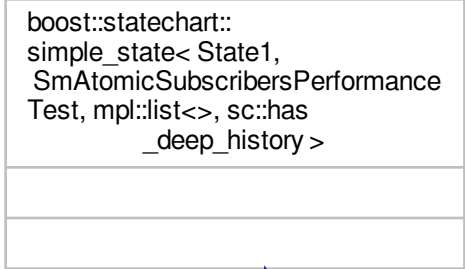 boost::statechart::
simple_state< State1,
SmAtomicSubscribersPerformance
Test, mpl::list<>, sc::has
_deep_history >